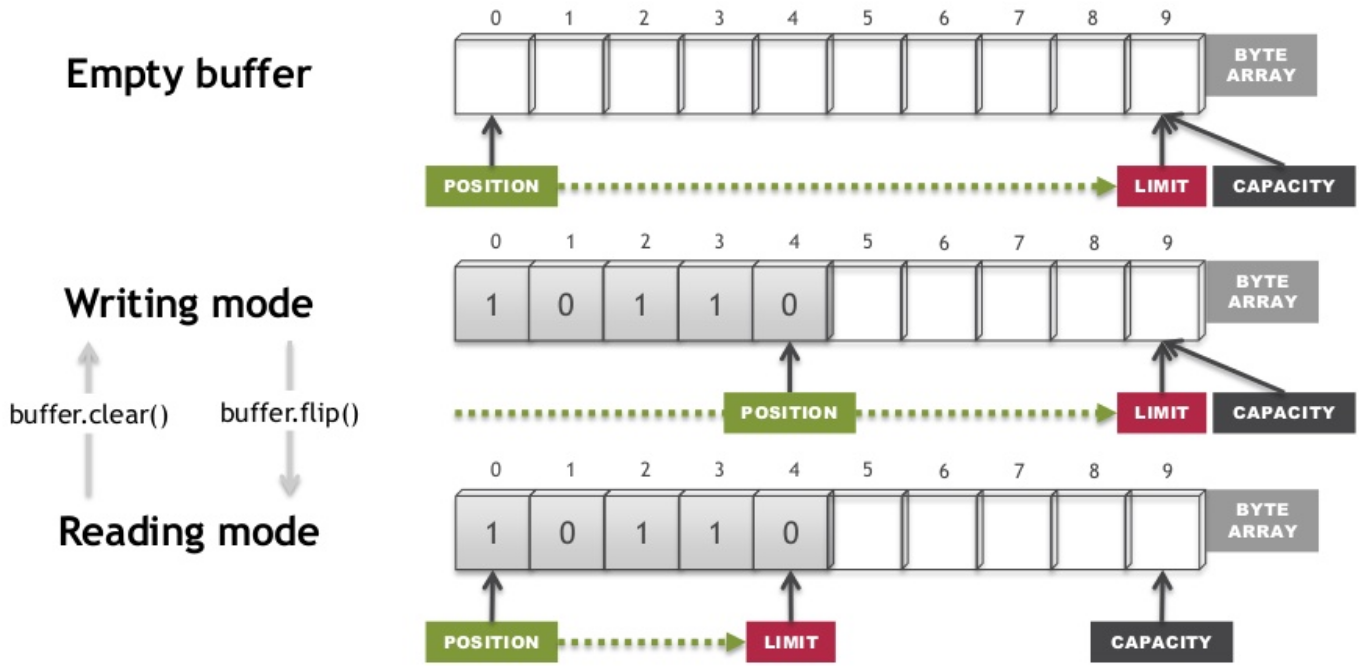 0 1 2 3 4 5 6 7 8 9
Empty buffer
BYTE
ARRAY
POSITION LIMIT CAPACITY
0 1 2 3 4 5 6 7 8 9
Writing mode
1 0 1 1 0
BYTE
ARRAY
buffer.clear() buffer.flip()
POSITION LIMIT CAPACITY
0 1 2 3 4 5 6 7 8 9
Reading mode
1 0 1 1 0
BYTE
ARRAY
POSITION LIMIT CAPACITY